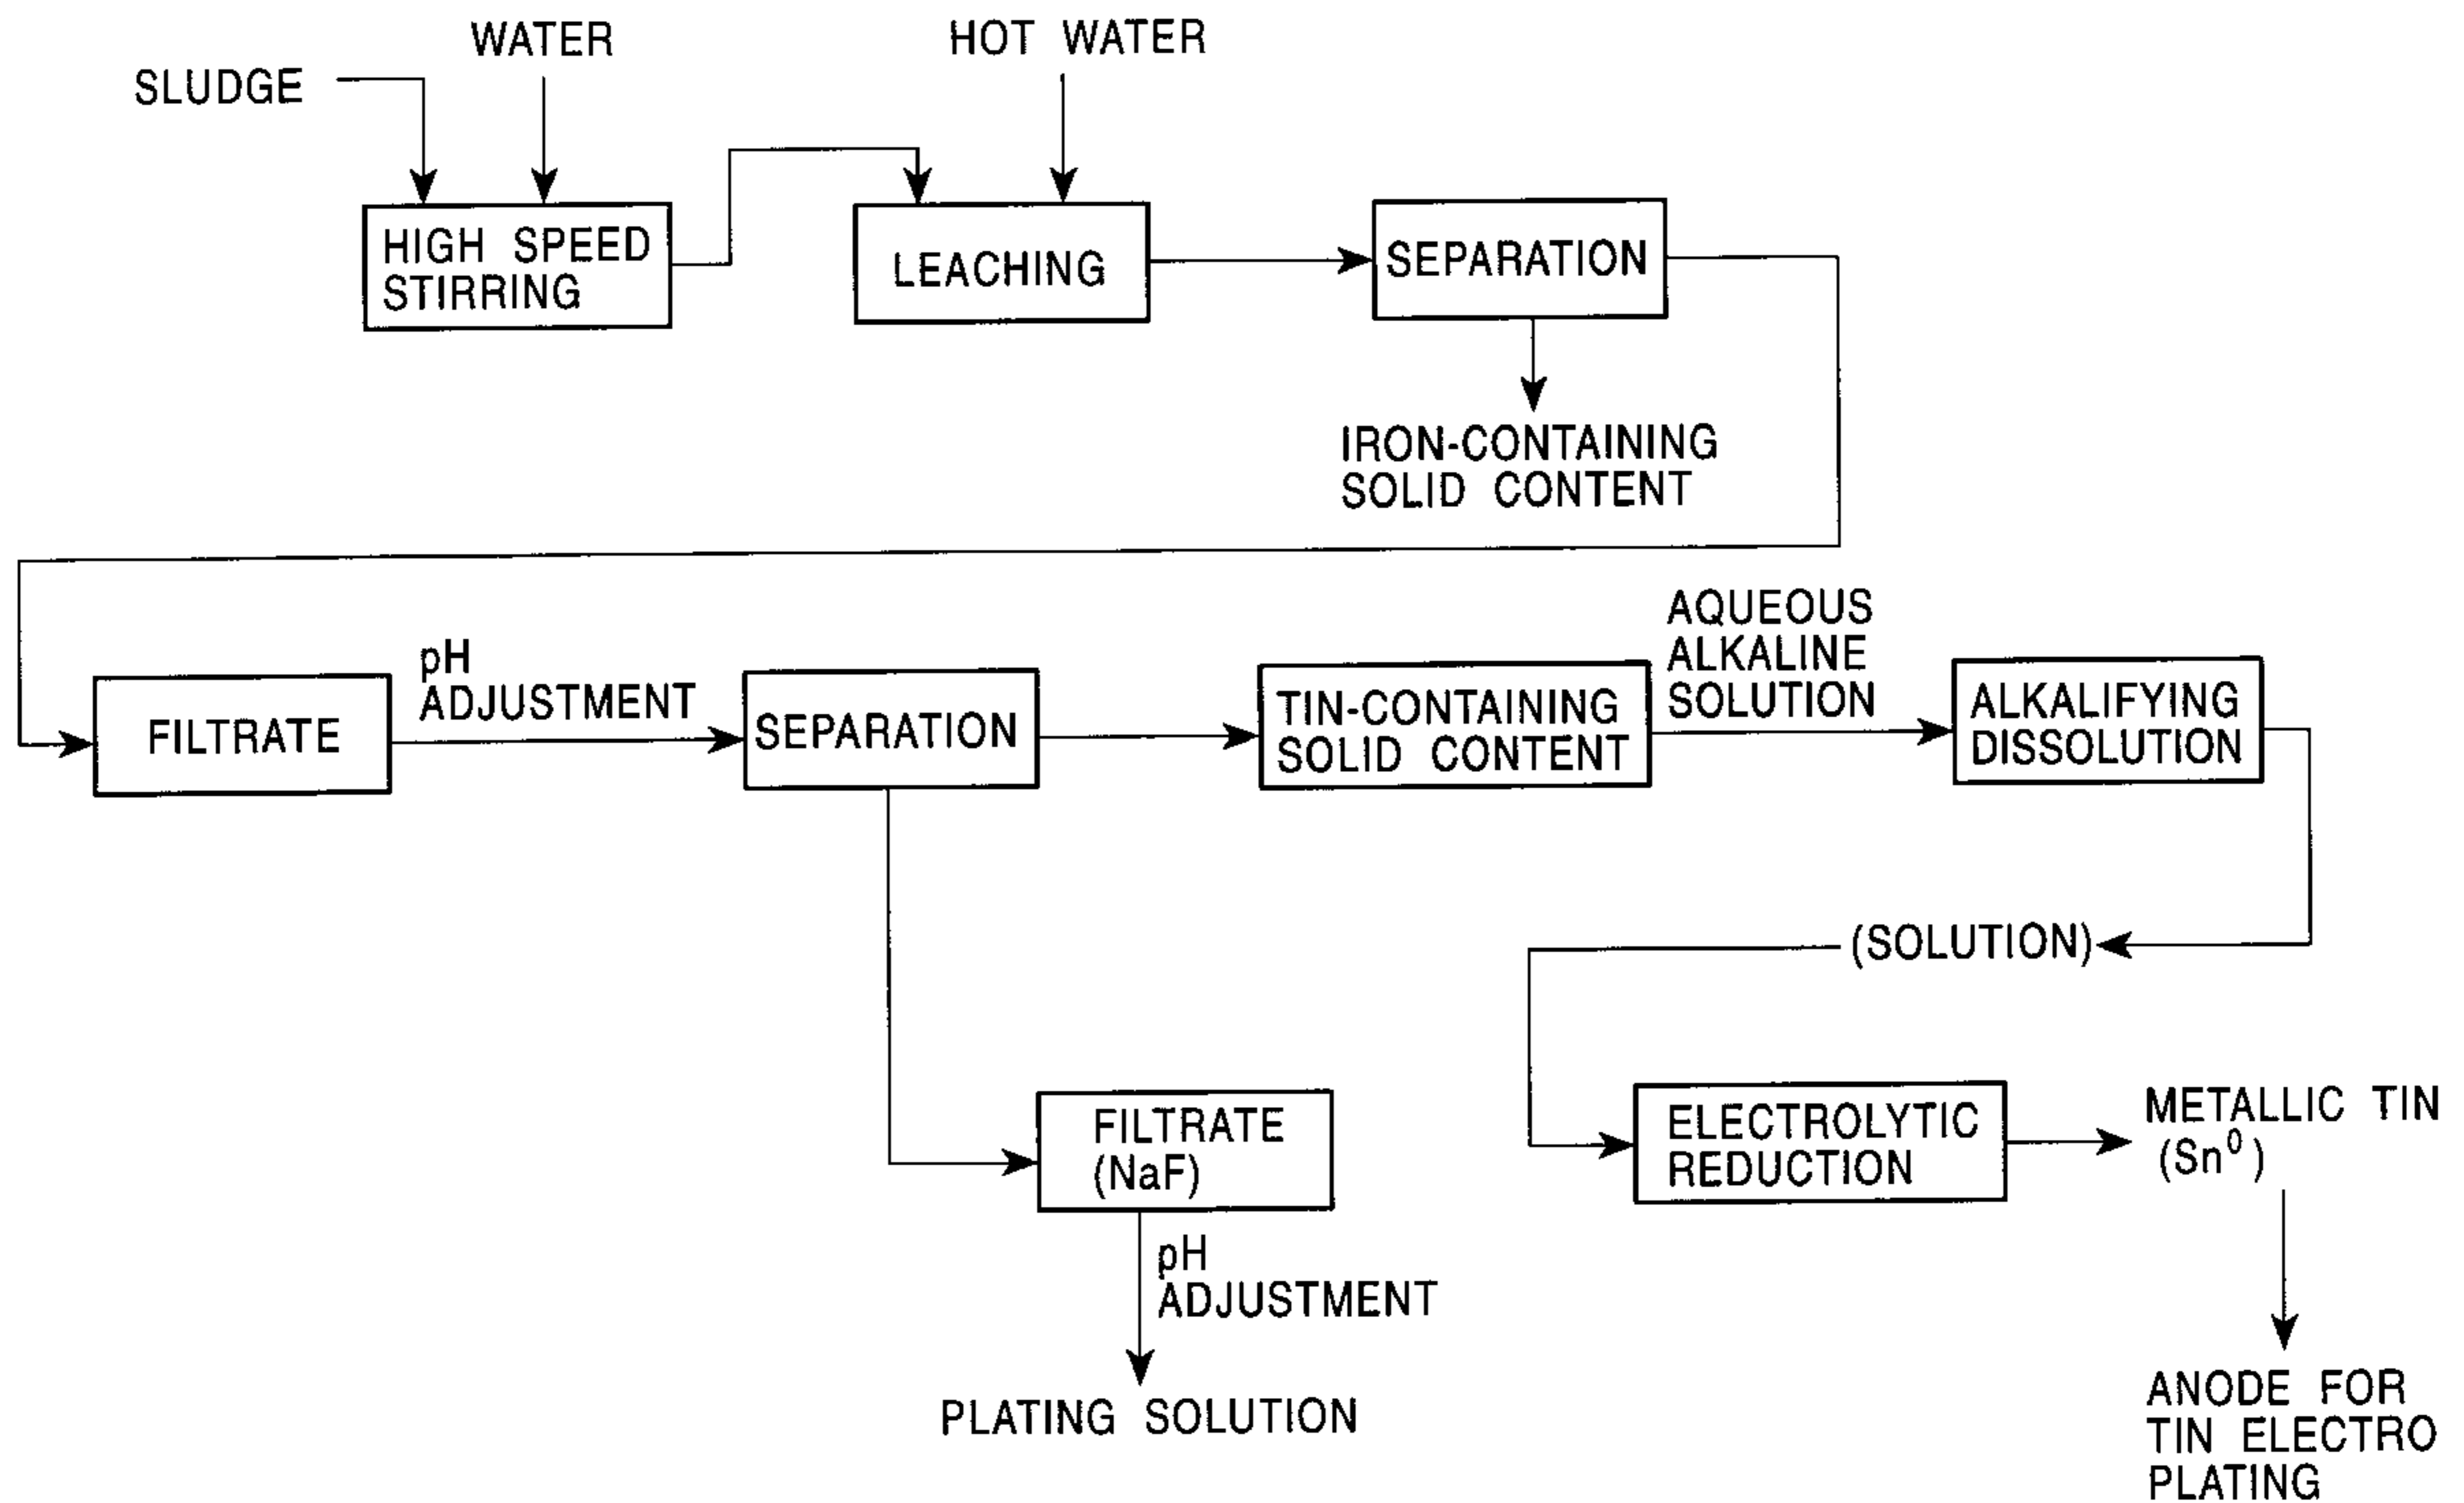 WATER
HOT WATER
SLUDGE
HIGH SPEED
STIRRING
LEACHING
SEPARATION
IRON-CONTAINING
SOLID CONTENT
FILTRATE
pH
ADJUSTMENT
SEPARATION
TIN-CONTAINING
SOLID CONTENT
AQUEOUS
ALKALINE
SOLUTION
ALKALIFYING
DISSOLUTION
(SOLUTION)
FILTRATE
(NaF)
pH
ADJUSTMENT
PLATING SOLUTION
ELECTROLYTIC
REDUCTION
METALLIC TIN
(Sn⁰)
ANODE FOR
TIN ELECTRO
PLATING